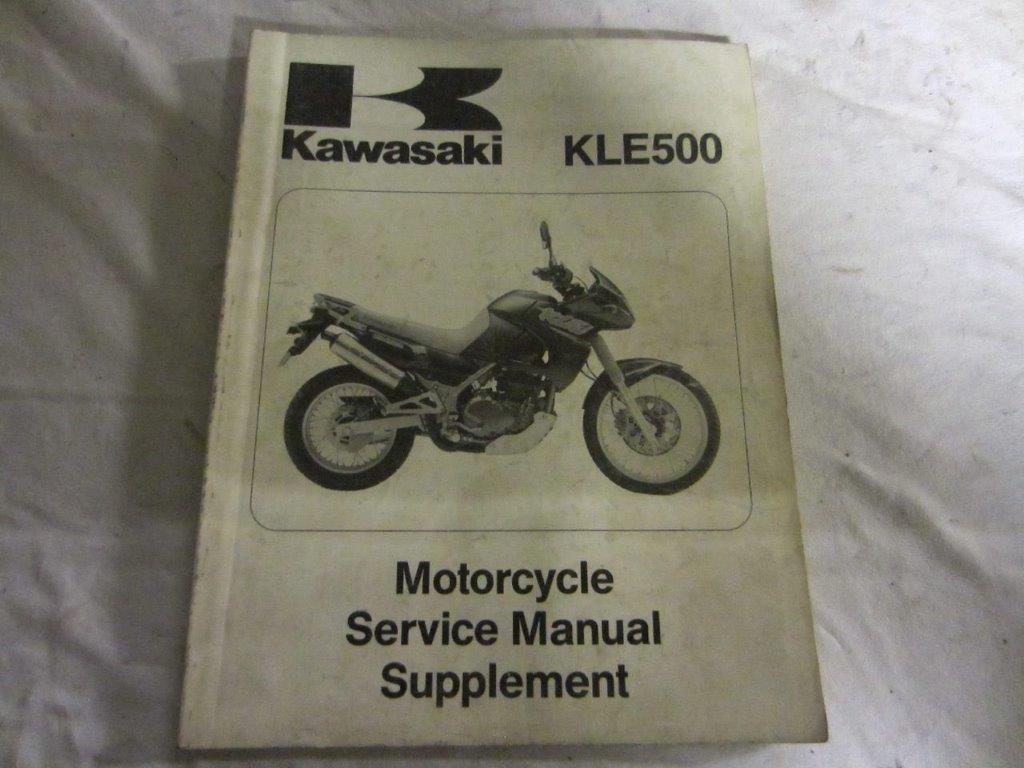 Kawasaki KLE500
Motorcycle
Service Manual
Supplement